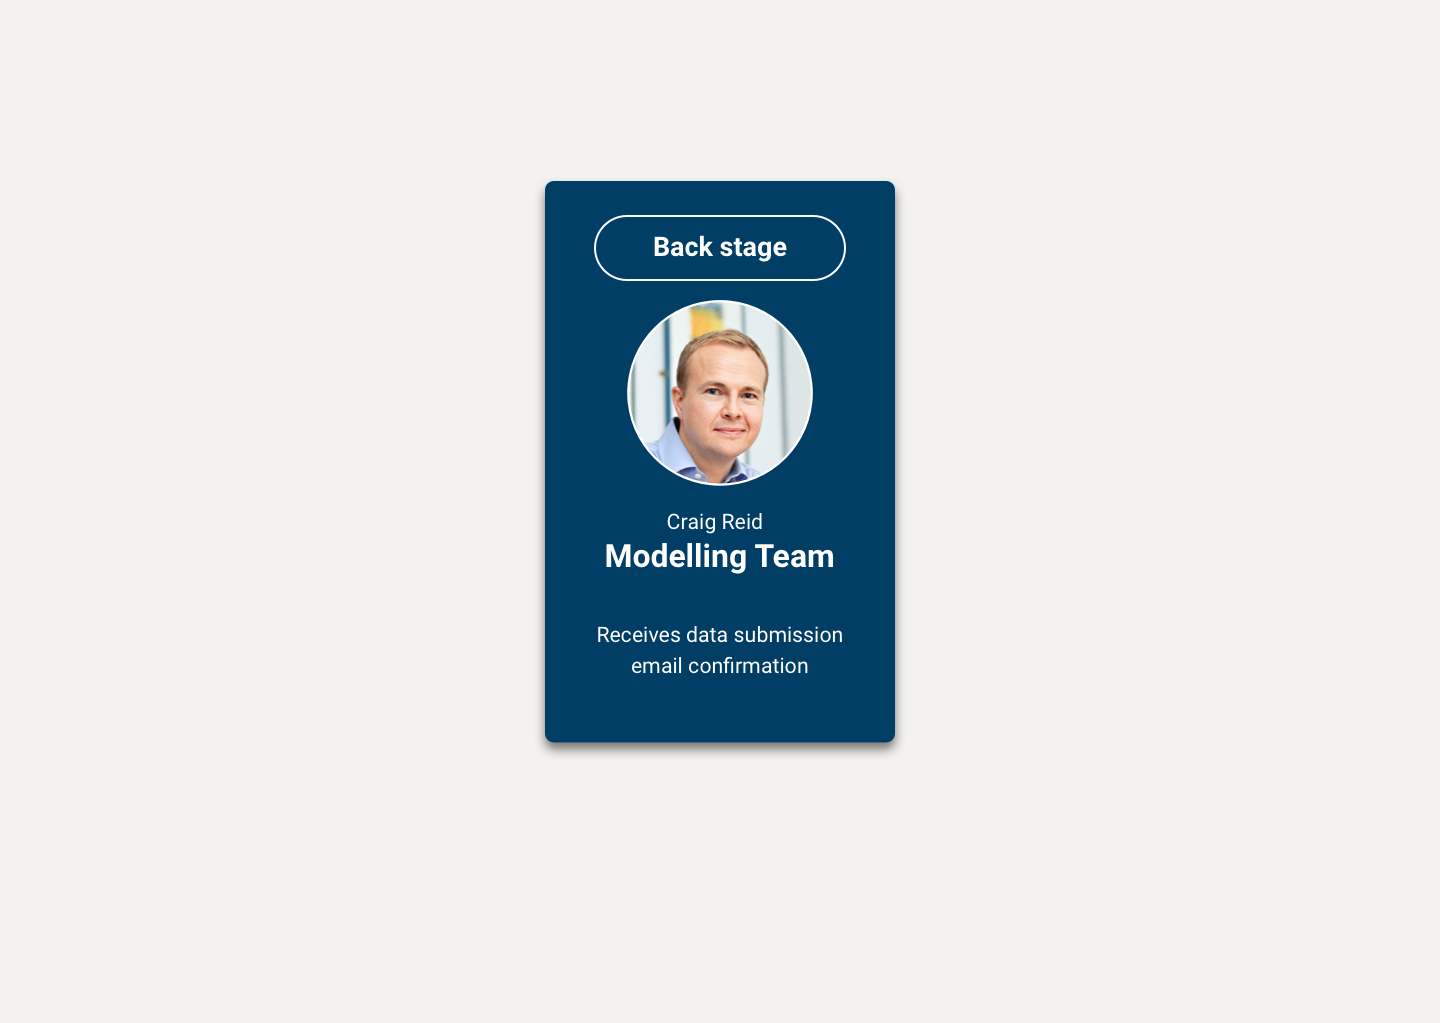 Back stage
Craig Reid
Modelling Team
Receives data submission
email confirmation